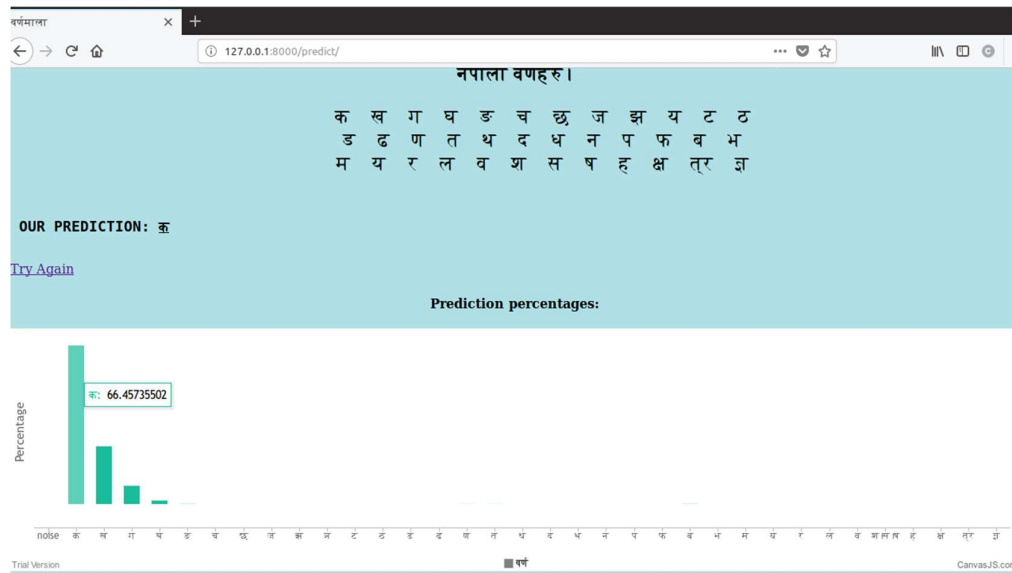 वर्णमाला
127.0.0.1:8000/predict/
नेपाली वर्णहरु।
क ख ग घ ङ च छ ज झ य ट ठ
ड ढ ण त थ द ध न प फ ब भ
म य र ल व श स ष ह क्ष त्र ज्ञ
OUR PREDICTION: क
Try Again
Prediction percentages:
क: 66.45735502
Percentage
noise क ख ग घ ङ च छ ज झ ञ ट ठ ड ढ ण त थ द ध न प फ ब भ म य र ल व श स ष ह क्ष त्र ज्ञ
Trial Version
वर्ण
CanvasJS.com